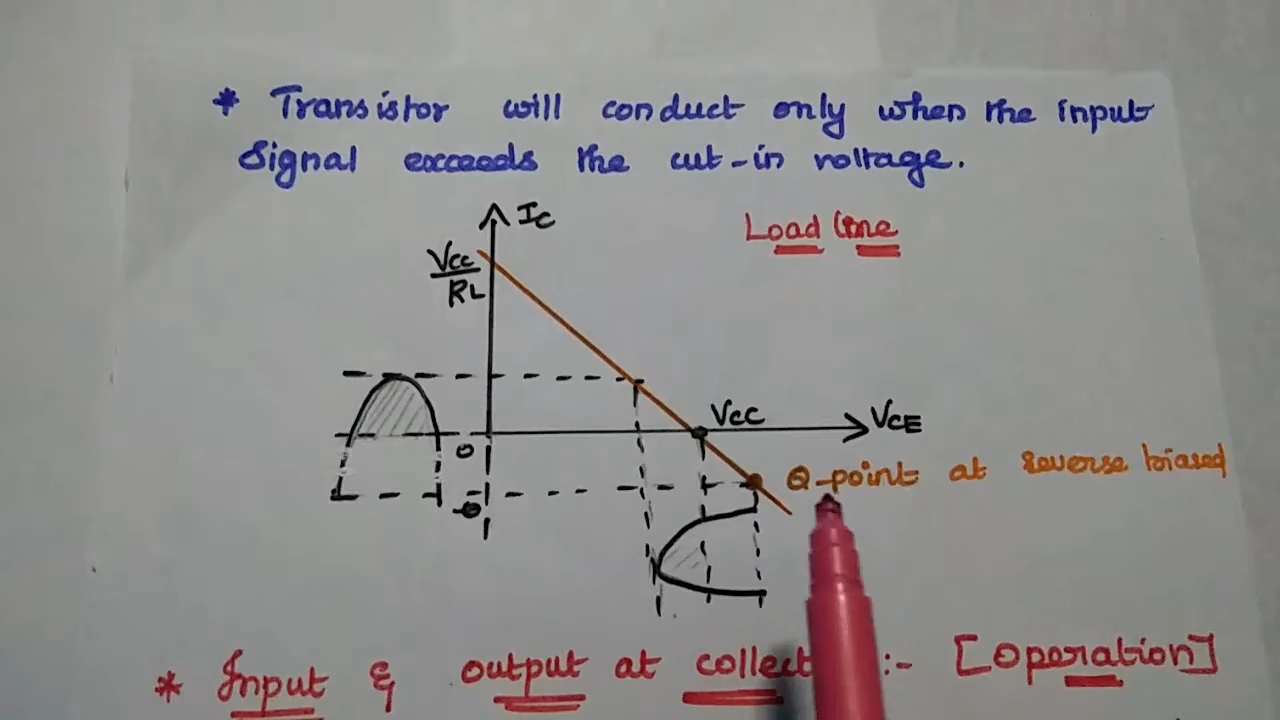 * Transistor will conduct only when the input
Signal exceeds the cut-in voltage.
Ic
Load line
Vcc
RL
Vcc
VCE
0
Q-point at reverse biased
-θ
* Input & output at collect :- [Operation]